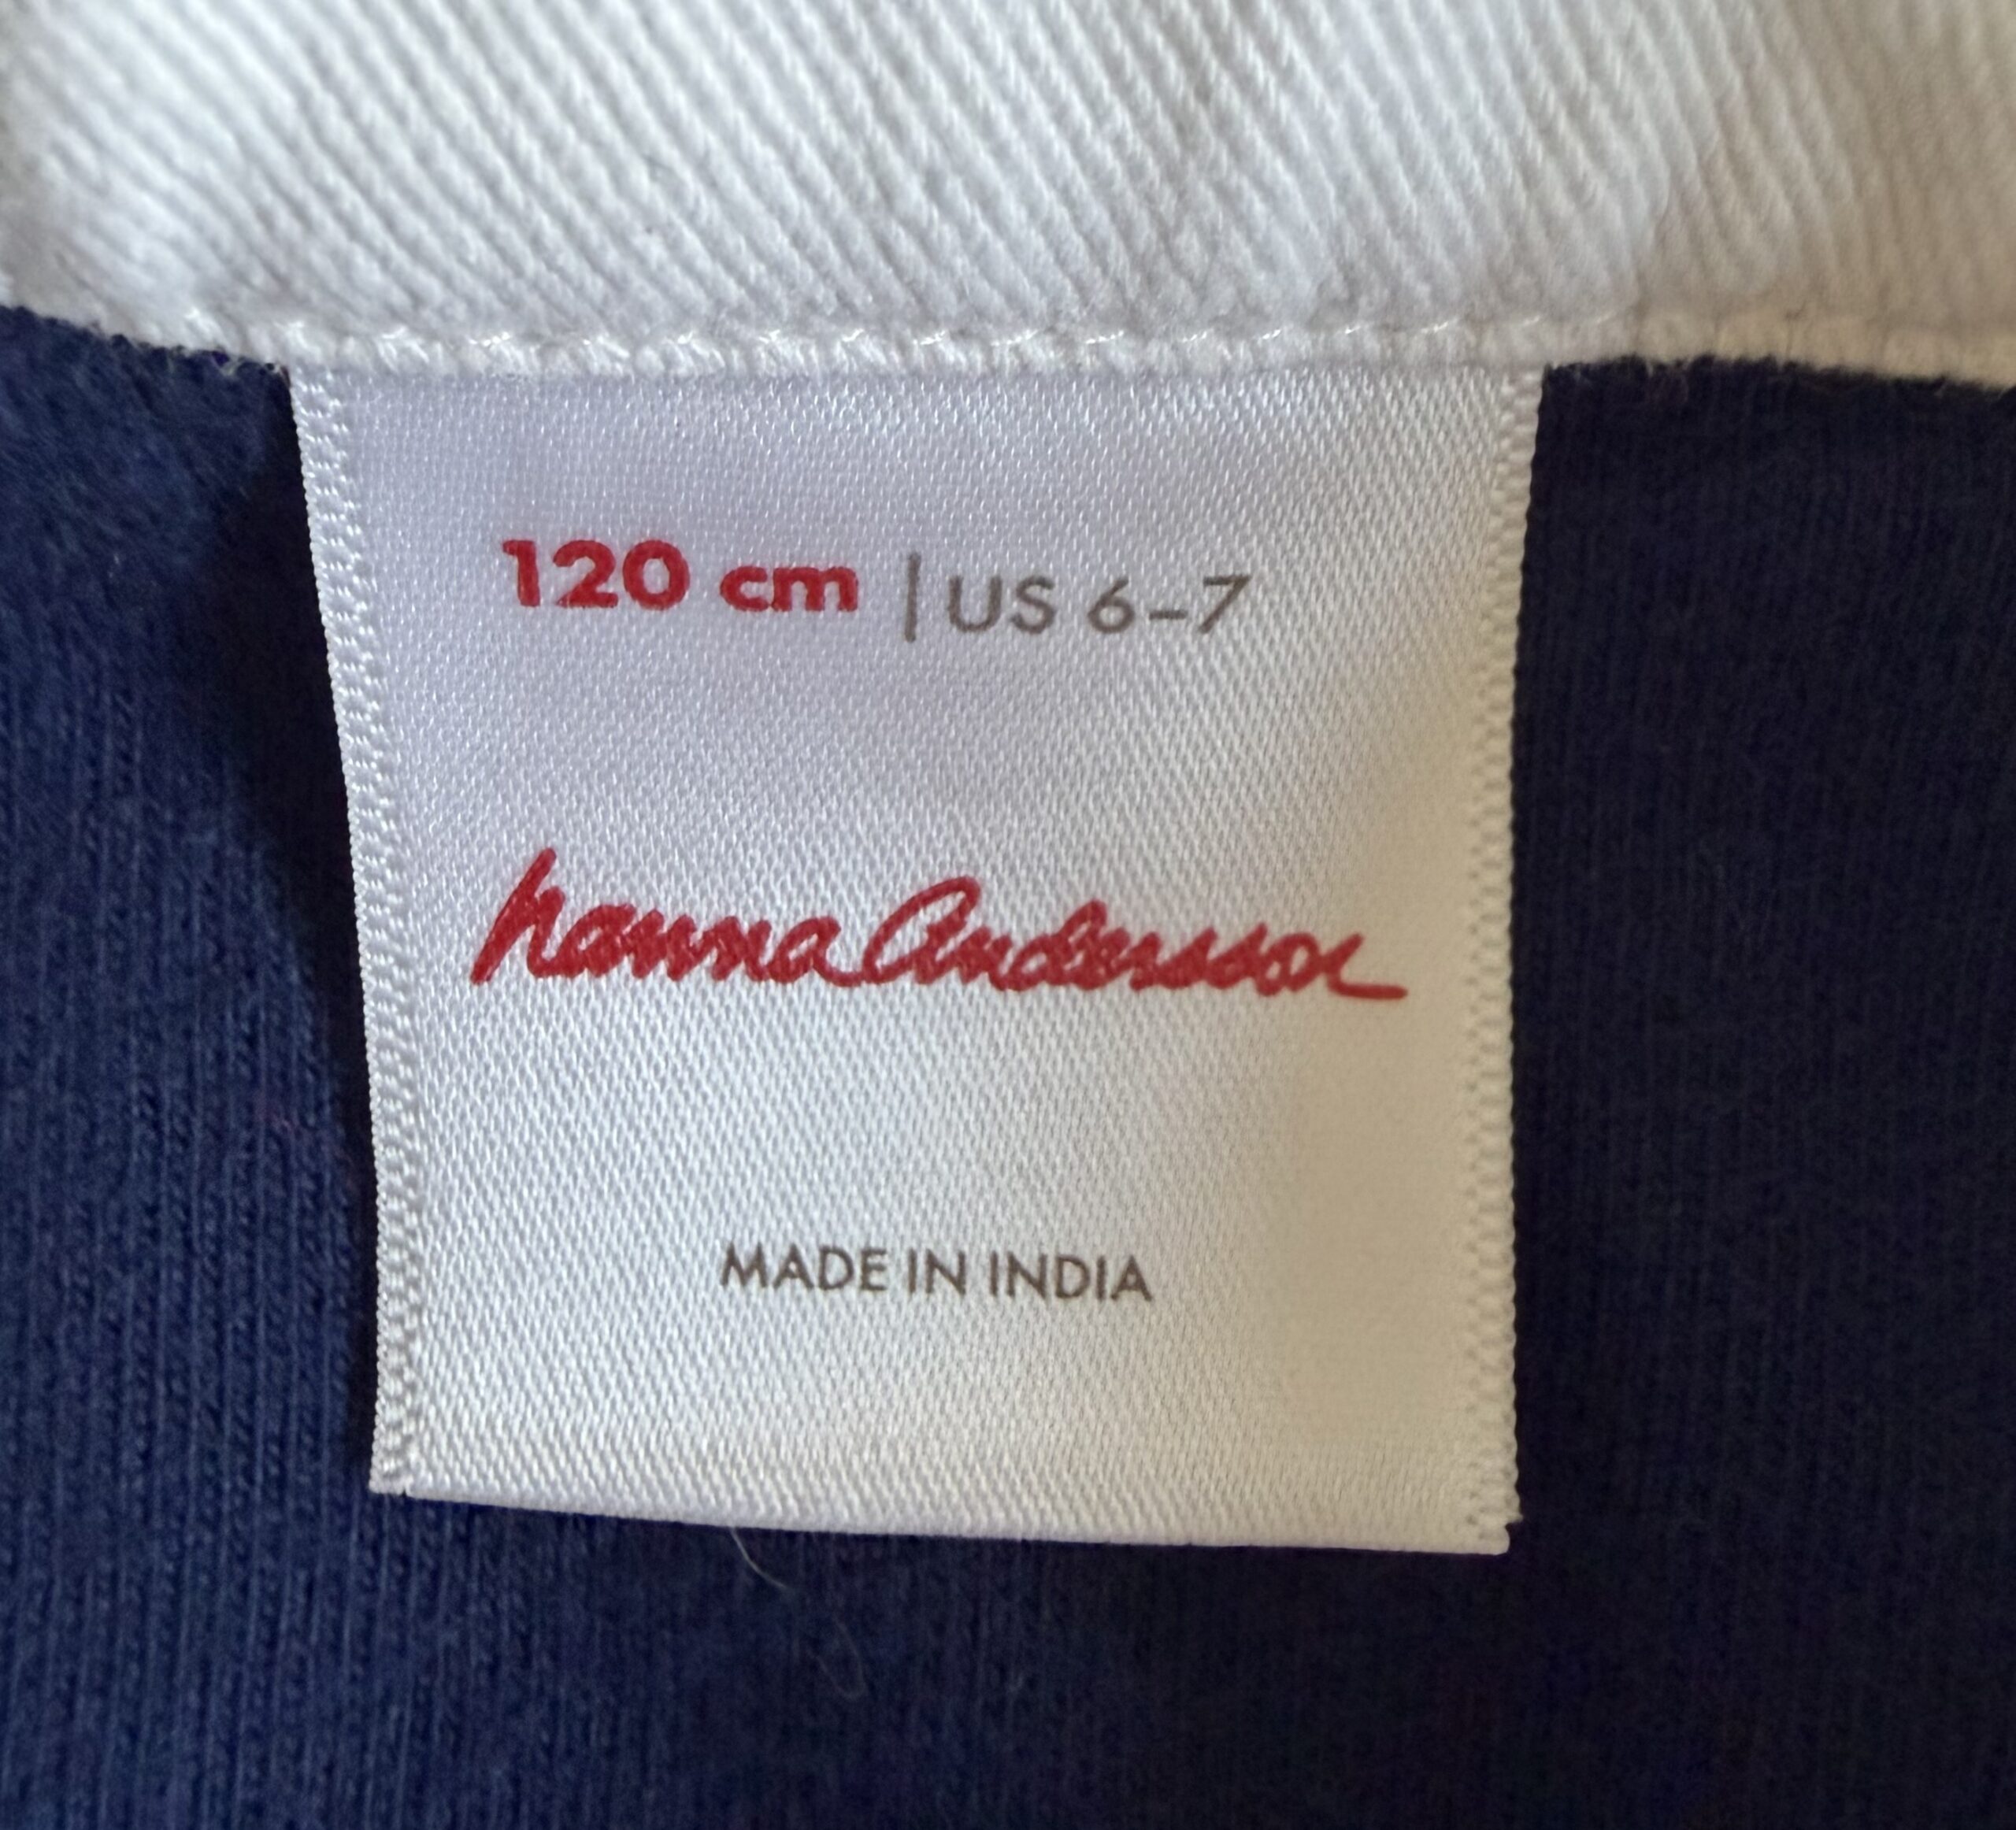 120 cm | US 6–7
hanna Andersson
MADE IN INDIA